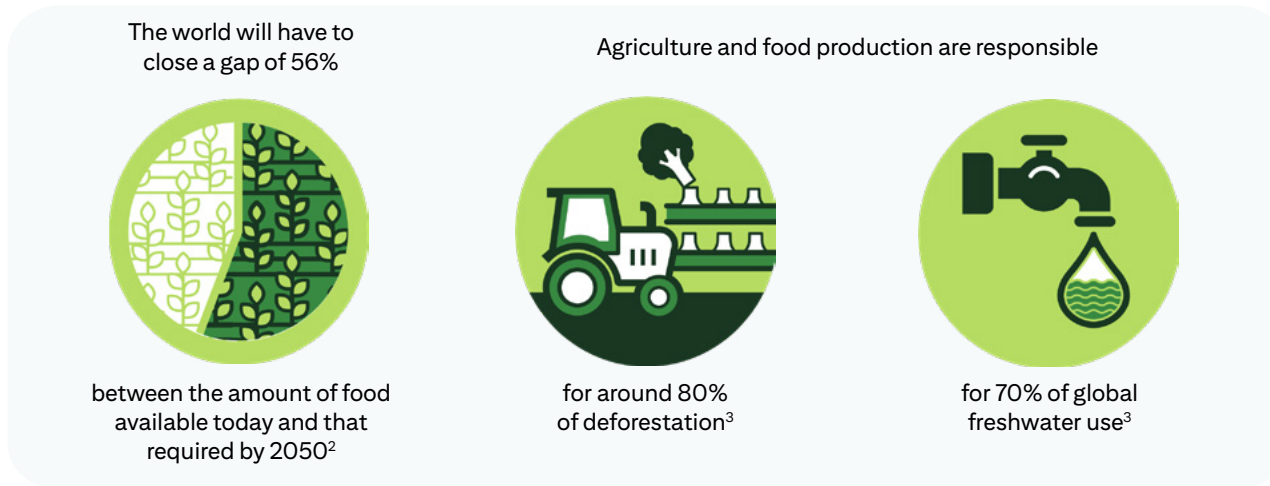 The world will have to
close a gap of 56%
between the amount of food
available today and that
required by 2050²
Agriculture and food production are responsible
for around 80%
of deforestation³
for 70% of global
freshwater use³